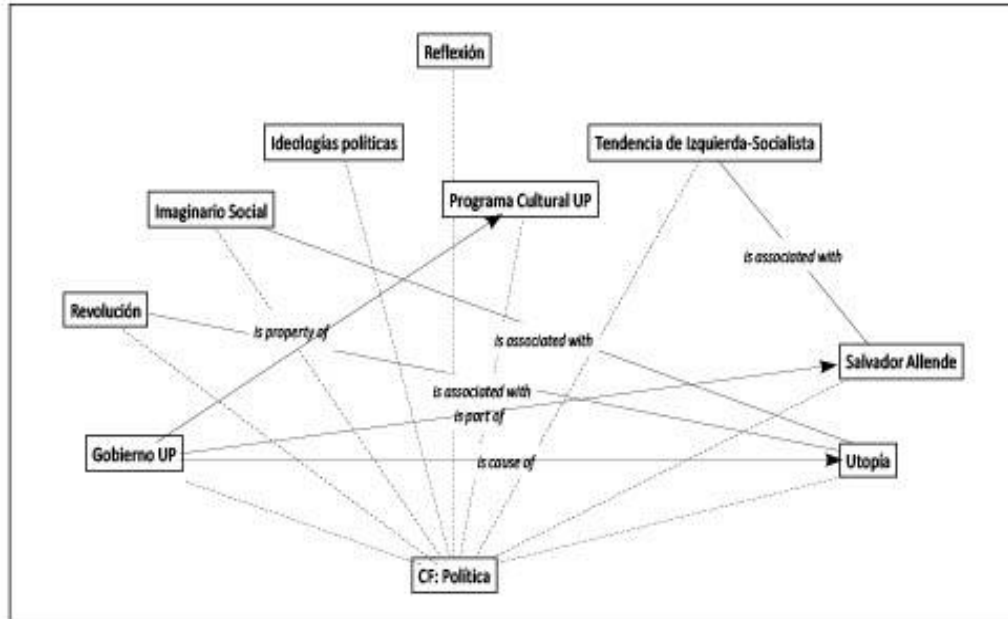 Reflexión
Ideologías políticas
Tendencia de Izquierda-Socialista
Imaginario Social
Programa Cultural UP
is associated with
Revolución
is property of
is associated with
Salvador Allende
is associated with
is part of
Gobierno UP
is cause of
Utopía
CF: Política